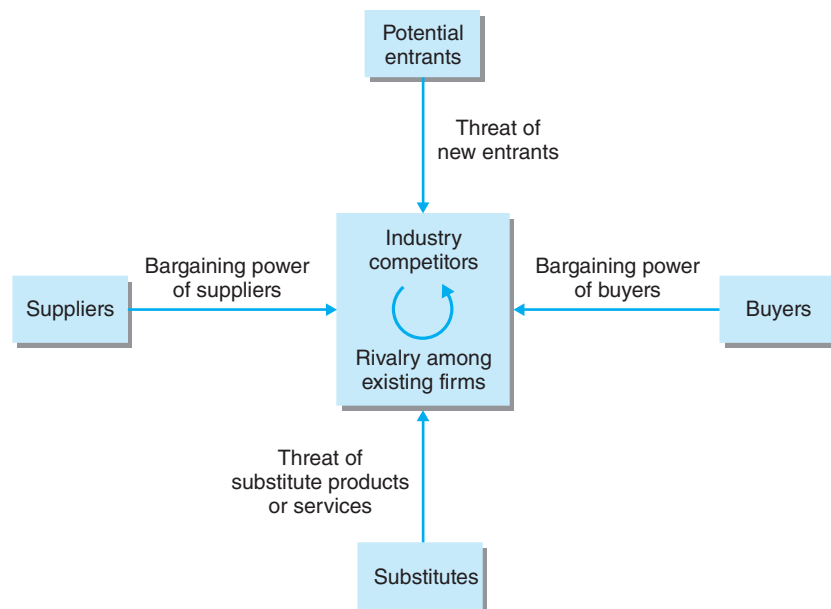 Potential
entrants
Threat of
new entrants
Industry
competitors
Bargaining power
of suppliers
Bargaining power
of buyers
Suppliers
Buyers
Rivalry among
existing firms
Threat of
substitute products
or services
Substitutes